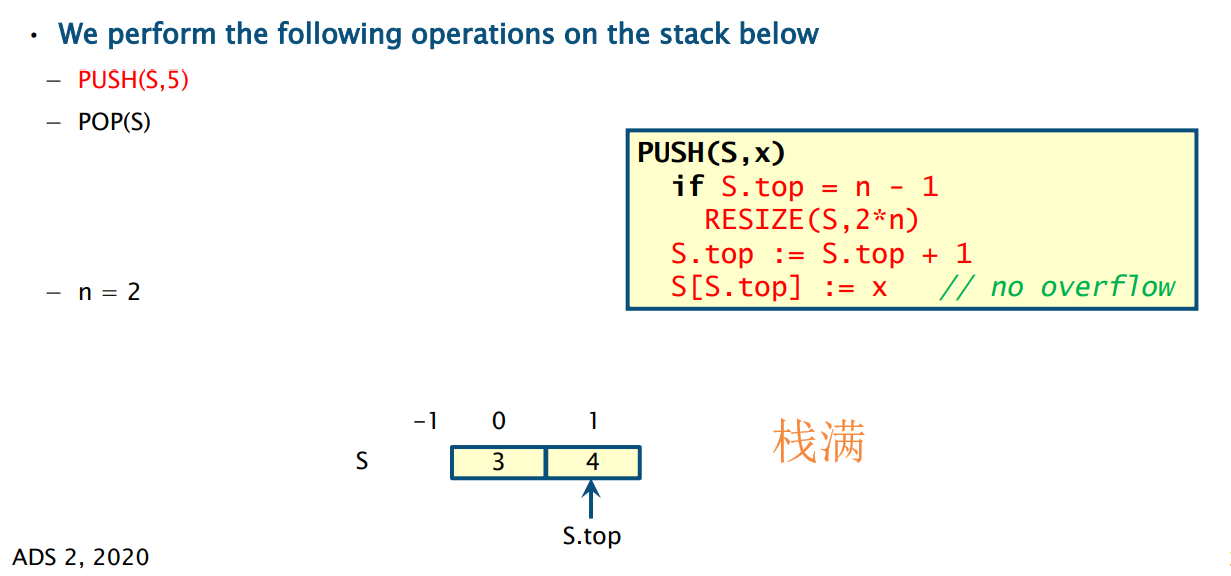 • We perform the following operations on the stack below
– PUSH(S,5)
– POP(S)
PUSH(S,x)
if S.top = n - 1
RESIZE(S,2*n)
S.top := S.top + 1
S[S.top] := x // no overflow
– n = 2
-1 0 1
S 3 4
栈满
S.top
ADS 2, 2020